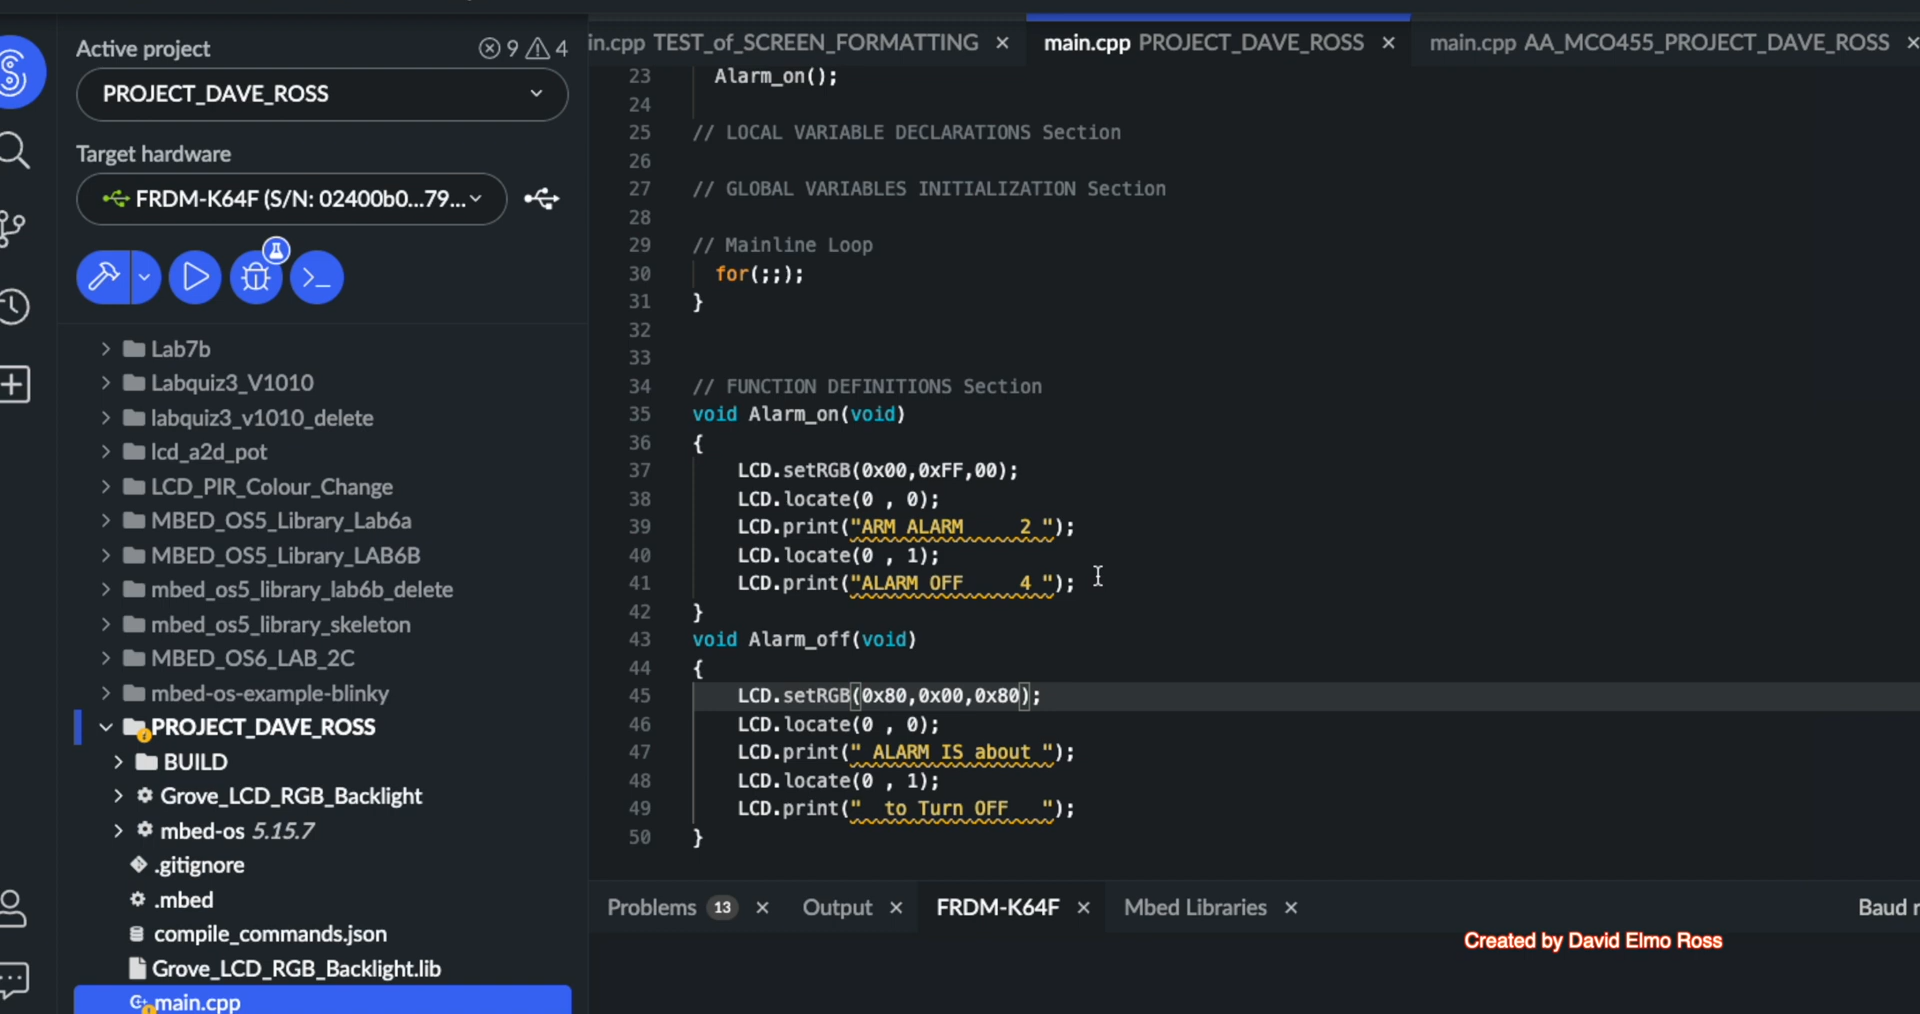 Active project
9 4
PROJECT_DAVE_ROSS
Target hardware
FRDM-K64F (S/N: 02400b0...79...
Lab7b
Labquiz3_V1010
labquiz3_v1010_delete
lcd_a2d_pot
LCD_PIR_Colour_Change
MBED_OS5_Library_Lab6a
MBED_OS5_Library_LAB6B
mbed_os5_library_lab6b_delete
mbed_os5_library_skeleton
MBED_OS6_LAB_2C
mbed-os-example-blinky
PROJECT_DAVE_ROSS
BUILD
Grove_LCD_RGB_Backlight
mbed-os 5.15.7
.gitignore
.mbed
compile_commands.json
Grove_LCD_RGB_Backlight.lib
main.cpp
in.cpp TEST_of_SCREEN_FORMATTING
main.cpp PROJECT_DAVE_ROSS
main.cpp AA_MCO455_PROJECT_DAVE_ROSS
23 Alarm_on();
24
25 // LOCAL VARIABLE DECLARATIONS Section
26
27 // GLOBAL VARIABLES INITIALIZATION Section
28
29 // Mainline Loop
30 for(;;);
31 }
32
33
34 // FUNCTION DEFINITIONS Section
35 void Alarm_on(void)
36 {
37 LCD.setRGB(0x00,0xFF,00);
38 LCD.locate(0 , 0);
39 LCD.print("ARM ALARM     2 ");
40 LCD.locate(0 , 1);
41 LCD.print("ALARM OFF     4 ");
42 }
43 void Alarm_off(void)
44 {
45 LCD.setRGB(0x80,0x00,0x80);
46 LCD.locate(0 , 0);
47 LCD.print(" ALARM IS about ");
48 LCD.locate(0 , 1);
49 LCD.print("  to Turn OFF   ");
50 }
Problems 13
Output
FRDM-K64F
Mbed Libraries
Baud r
Created by David Elmo Ross